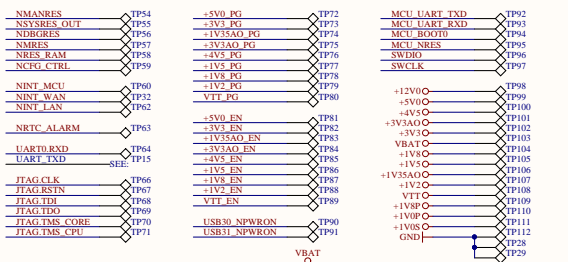 NMANRES TP54
NSYSRES_OUT TP55
NDBGRES TP56
NMRES TP57
NRES_RAM TP58
NCFG_CTRL TP59
NINT_MCU TP60
NINT_WAN TP32
NINT_LAN TP62
NRTC_ALARM TP63
UART0.RXD TP64
UART_TXD TP15
SEE:
JTAG.CLK TP66
JTAG.RSTN TP67
JTAG.TDI TP68
JTAG.TDO TP69
JTAG.TMS_CORE TP70
JTAG.TMS_CPU TP71
+5V0_PG TP72
+3V3_PG TP73
+1V35AO_PG TP74
+3V3AO_PG TP75
+4V5_PG TP76
+1V5_PG TP77
+1V8_PG TP78
+1V2_PG TP79
VTT_PG TP80
+5V0_EN TP81
+3V3_EN TP82
+1V35AO_EN TP83
+3V3AO_EN TP84
+4V5_EN TP85
+1V5_EN TP86
+1V8_EN TP87
+1V2_EN TP88
VTT_EN TP89
USB30_NPWRON TP90
USB31_NPWRON TP91
VBAT
MCU_UART_TXD TP92
MCU_UART_RXD TP93
MCU_BOOT0 TP94
MCU_NRES TP95
SWDIO TP96
SWCLK TP97
+12V0 TP98
+5V0 TP99
+4V5 TP100
+3V3AO TP101
+3V3 TP102
VBAT TP103
+1V8 TP104
+1V5 TP105
+1V35AO TP106
+1V2 TP107
VTT TP108
+1V8P TP109
+1V0P TP110
+1V0S TP111
GND TP112
TP28
TP29